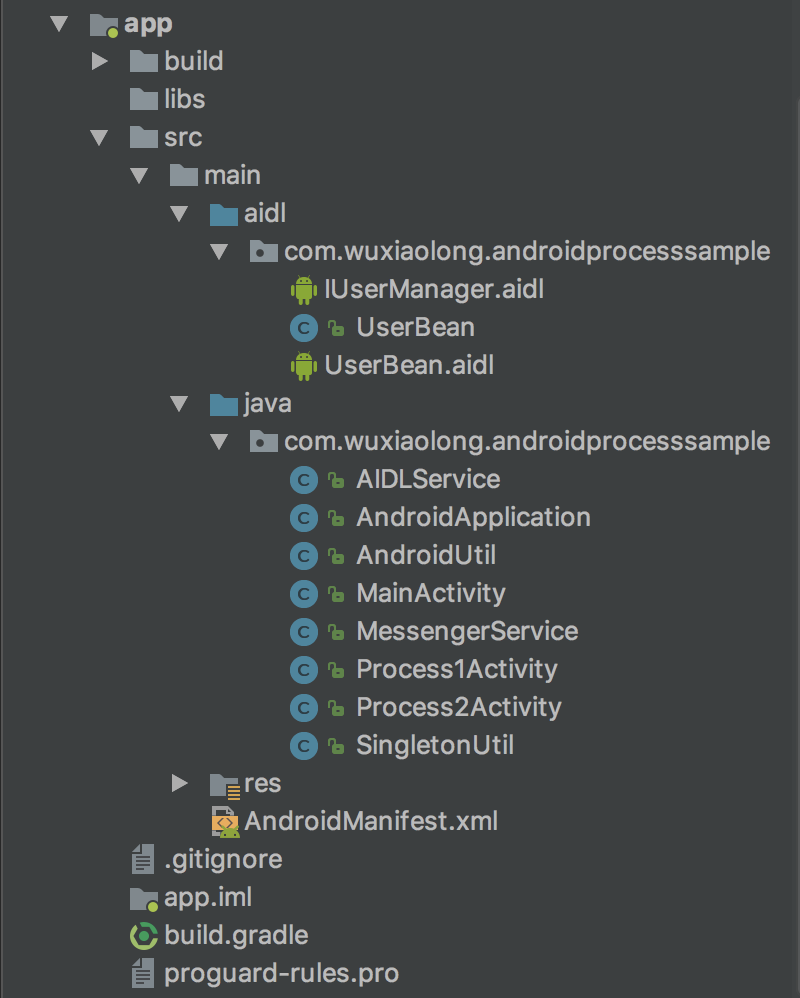 app
build
libs
src
main
aidl
com.wuxiaolong.androidprocesssample
IUserManager.aidl
C UserBean
UserBean.aidl
java
com.wuxiaolong.androidprocesssample
C AIDLService
C AndroidApplication
C AndroidUtil
C MainActivity
C MessengerService
C Process1Activity
C Process2Activity
C SingletonUtil
res
AndroidManifest.xml
.gitignore
app.iml
build.gradle
proguard-rules.pro